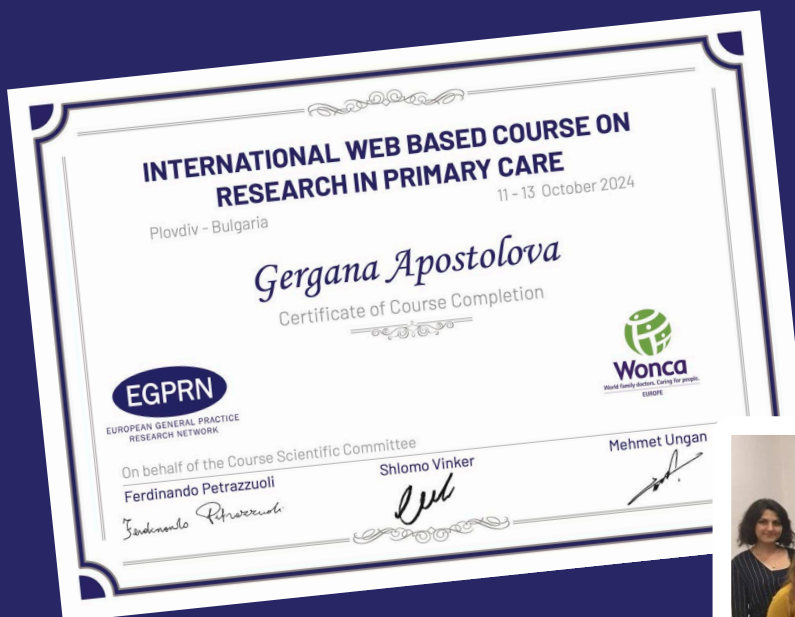 INTERNATIONAL WEB BASED COURSE ON
RESEARCH IN PRIMARY CARE
Plovdiv - Bulgaria
11 - 13 October 2024
Gergana Apostolova
Certificate of Course Completion
EGPRN
EUROPEAN GENERAL PRACTICE
RESEARCH NETWORK
Wonca
World family doctors. Caring for people.
EUROPE
On behalf of the Course Scientific Committee
Ferdinando Petrazzuoli
Shlomo Vinker
Mehmet Ungan
Ferdinando Petrazzuoli